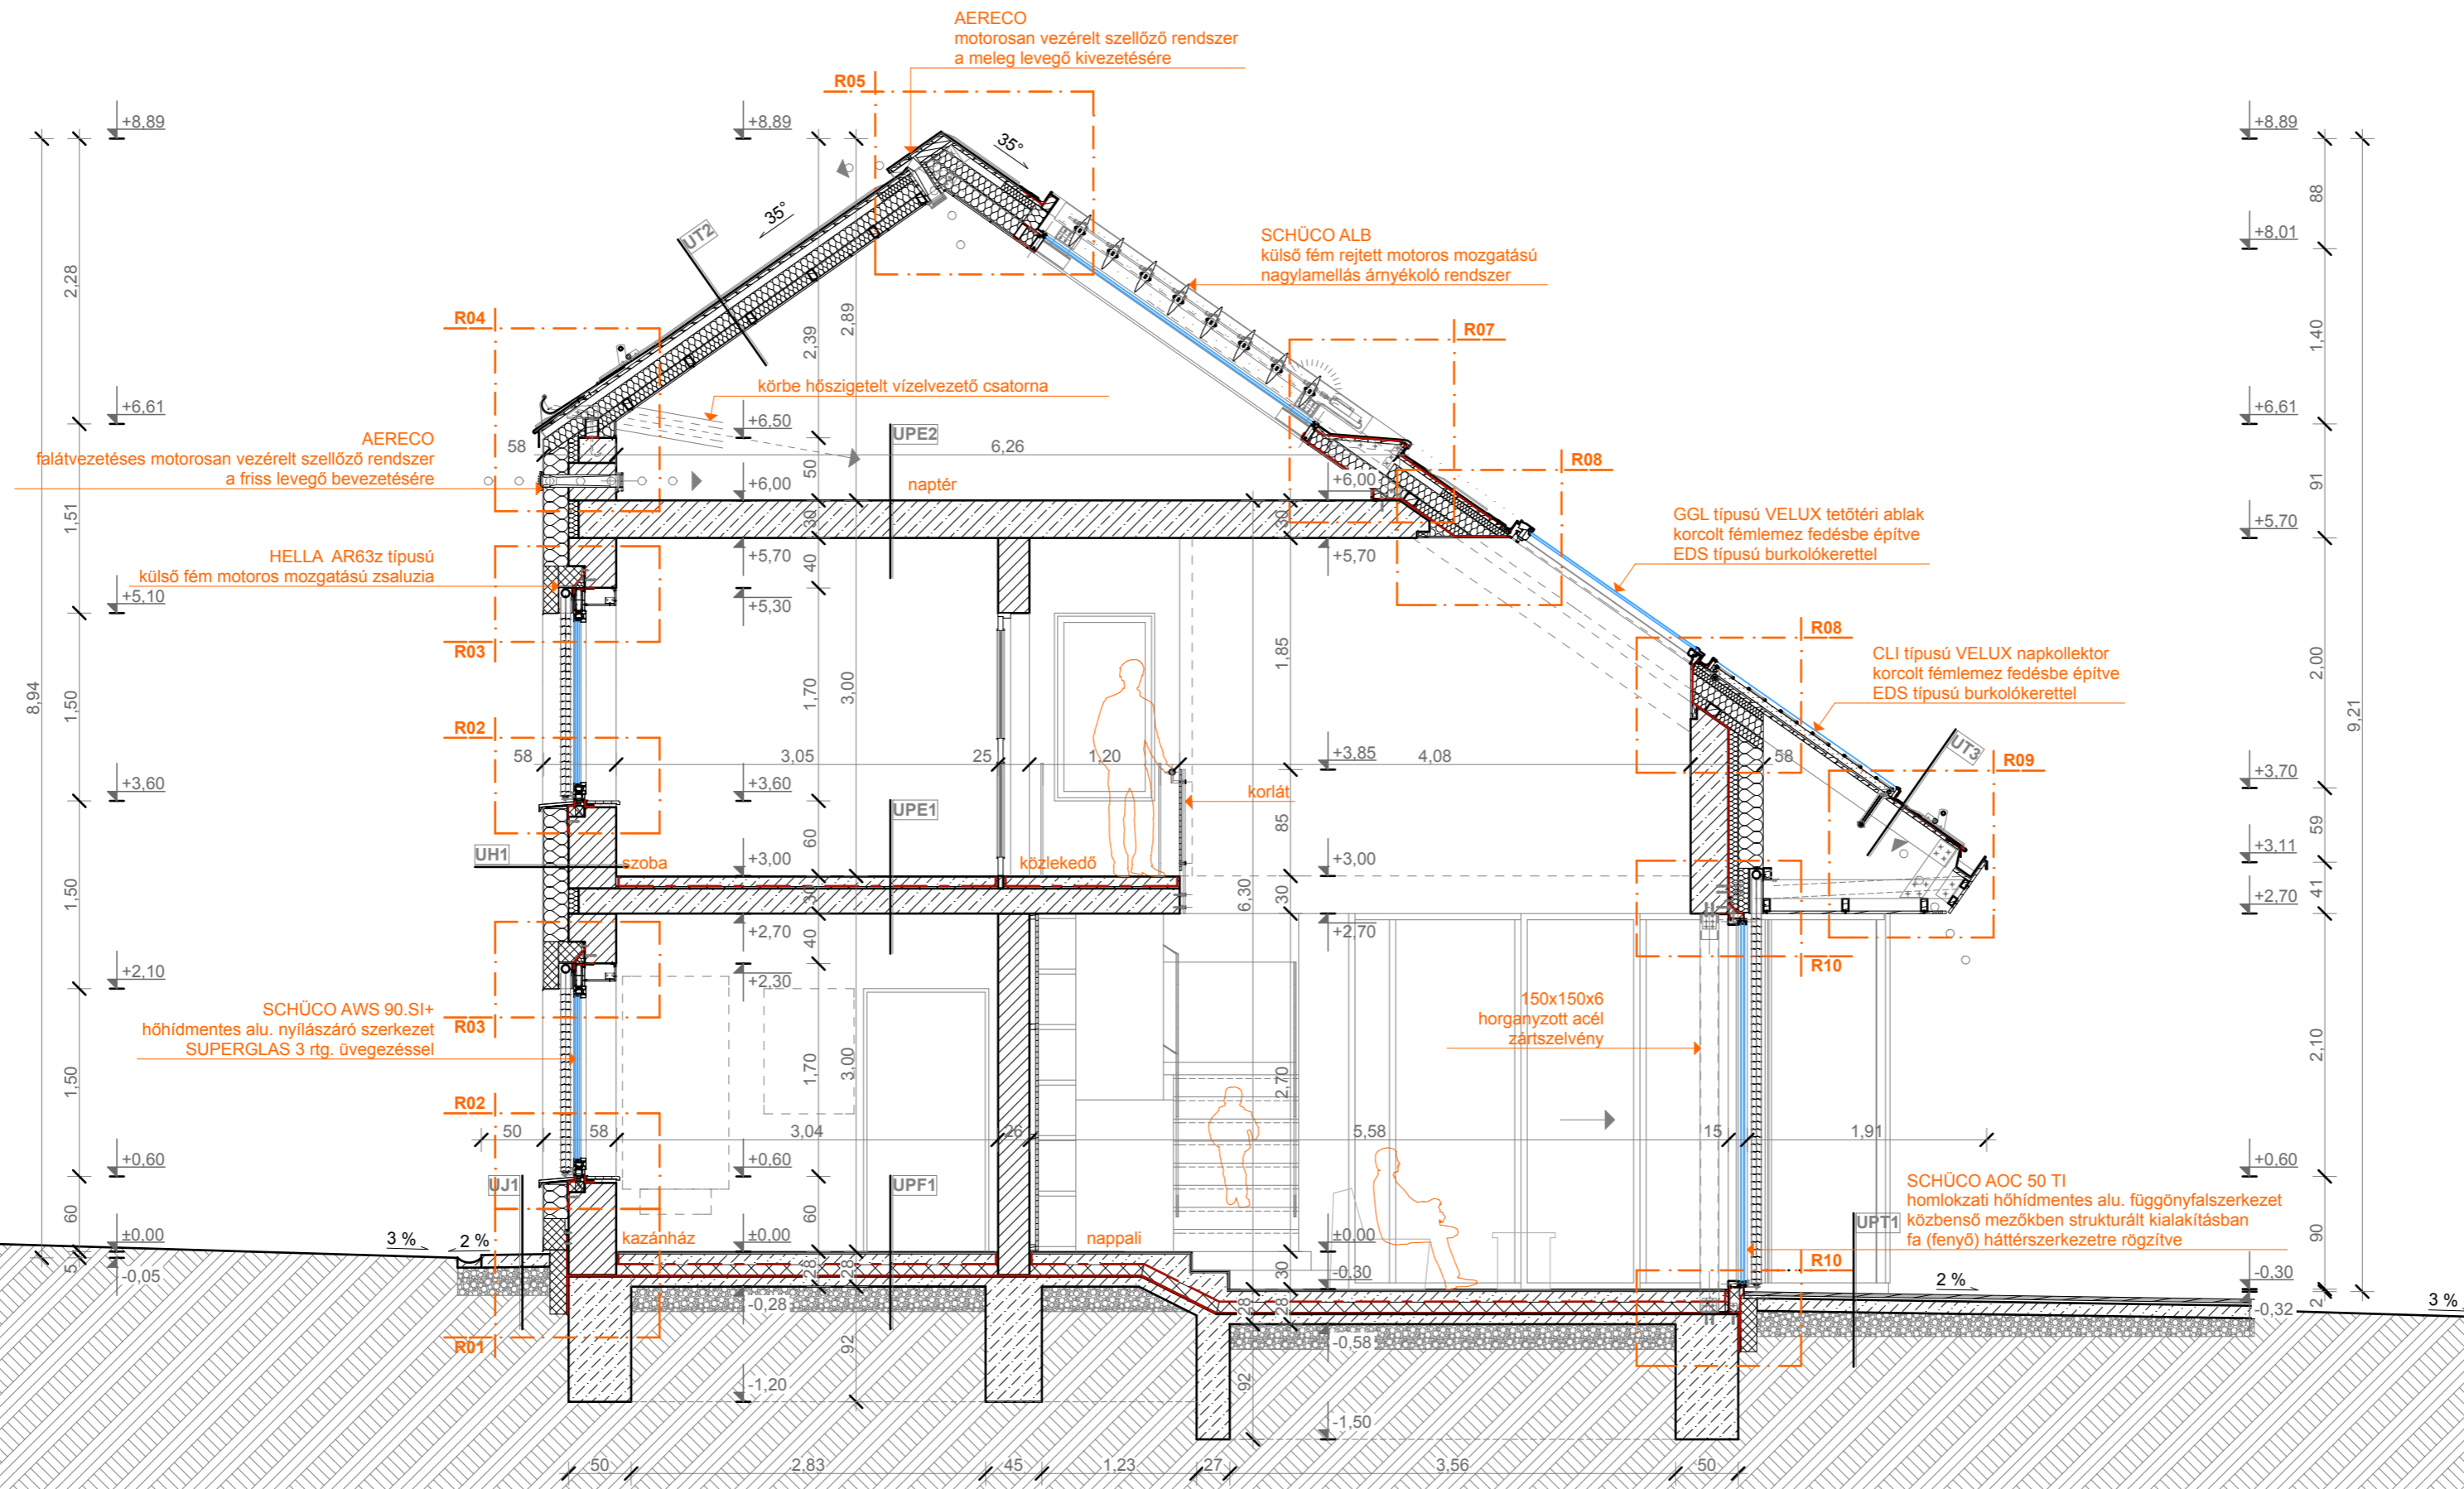 AERECO
motorosan vezérelt szellőző rendszer
a meleg levegő kivezetésére
R05
+8,89
+8,89
+8,89
35°
35°
UT2
88
+8,01
SCHÜCO ALB
külső fém rejtett motoros mozgatású
nagylamellás árnyékoló rendszer
2,28
2,39
2,89
1,40
R04
R07
körbe hőszigetelt vízelvezető csatorna
+6,61
+6,50
+6,61
AERECO
falátvezetéses motorosan vezérelt szellőző rendszer
a friss levegő bevezetésére
58
UPE2
6,26
R08
50
+6,00
naptér
+6,00
91
1,51
30
30
GGL típusú VELUX tetőtéri ablak
korcolt fémlemez fedésbe építve
EDS típusú burkolókerettel
+5,70
HELLA AR63z típusú
külső fém motoros mozgatású zsaluzia
+5,70
40
+5,70
+5,10
+5,30
R03
R08
1,85
CLI típusú VELUX napkollektor
korcolt fémlemez fedésbe építve
EDS típusú burkolókerettel
2,00
8,94
1,50
1,70
3,00
9,21
R02
UT3
58
3,05
25
1,20
+3,85
4,08
58
R09
+3,70
+3,60
+3,60
korlát
UPE1
60
85
59
UH1
szoba
+3,00
közlekedő
+3,00
+3,11
1,50
30
6,30
30
41
+2,70
+2,70
+2,70
40
+2,10
+2,30
R10
SCHÜCO AWS 90.SI+
hőhídmentes alu. nyílászáró szerkezet
SUPERGLAS 3 rtg. üvegezéssel
R03
150x150x6
horganyzott acél
zártszelvény
1,50
1,70
3,00
2,70
2,10
R02
50
58
3,04
26
5,58
15
1,91
+0,60
+0,60
+0,60
UJ1
UPF1
SCHÜCO AOC 50 TI
homlokzati hőhídmentes alu. függönyfalszerkezet
közbenső mezőkben strukturált kialakításban
fa (fenyő) háttérszerkezetre rögzítve
UPT1
60
60
90
+0,00
3 %
2 %
kazánház
+0,00
nappali
+0,00
R10
5
-0,05
28
28
30
-0,30
2 %
-0,30
-0,28
28
28
2
-0,32
3 %
R01
92
-0,58
-1,20
92
-1,50
50
2,83
45
1,23
27
3,56
50